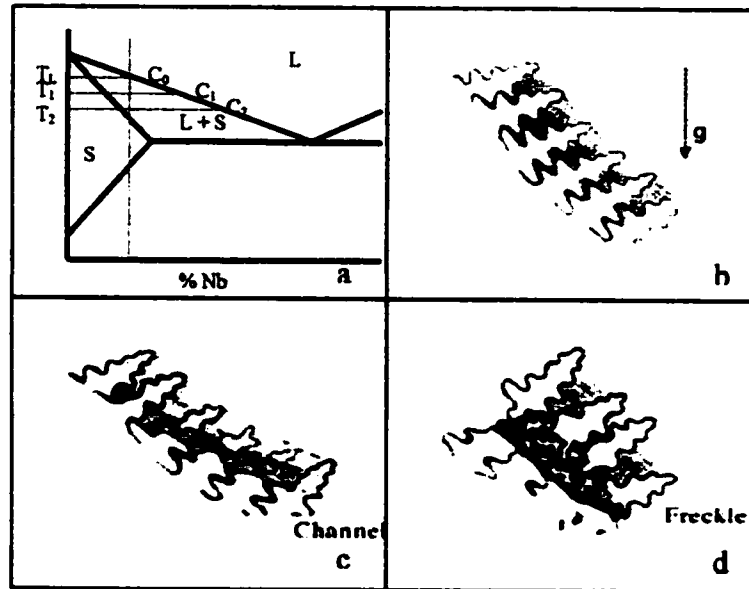 L
T_L
C_0
T_1
C_1
T_2
C_2
L + S
S
% Nb
a
g
b
Channel
c
Freckle
d